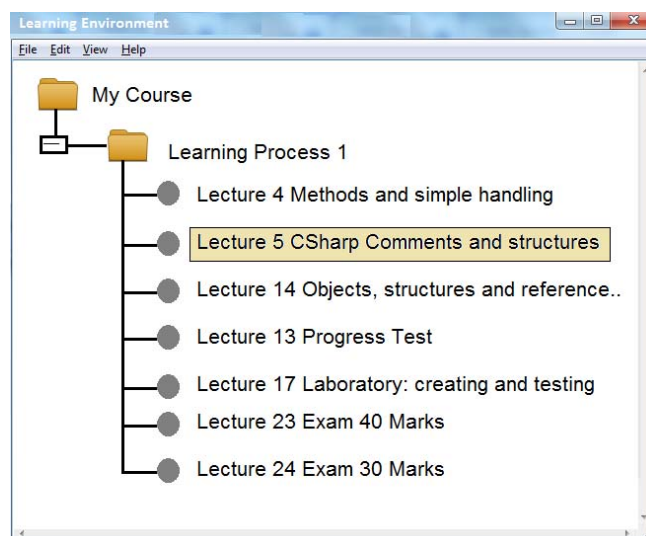 Learning Environment
File Edit View Help
My Course
Learning Process 1
Lecture 4 Methods and simple handling
Lecture 5 CSharp Comments and structures
Lecture 14 Objects, structures and reference..
Lecture 13 Progress Test
Lecture 17 Laboratory: creating and testing
Lecture 23 Exam 40 Marks
Lecture 24 Exam 30 Marks